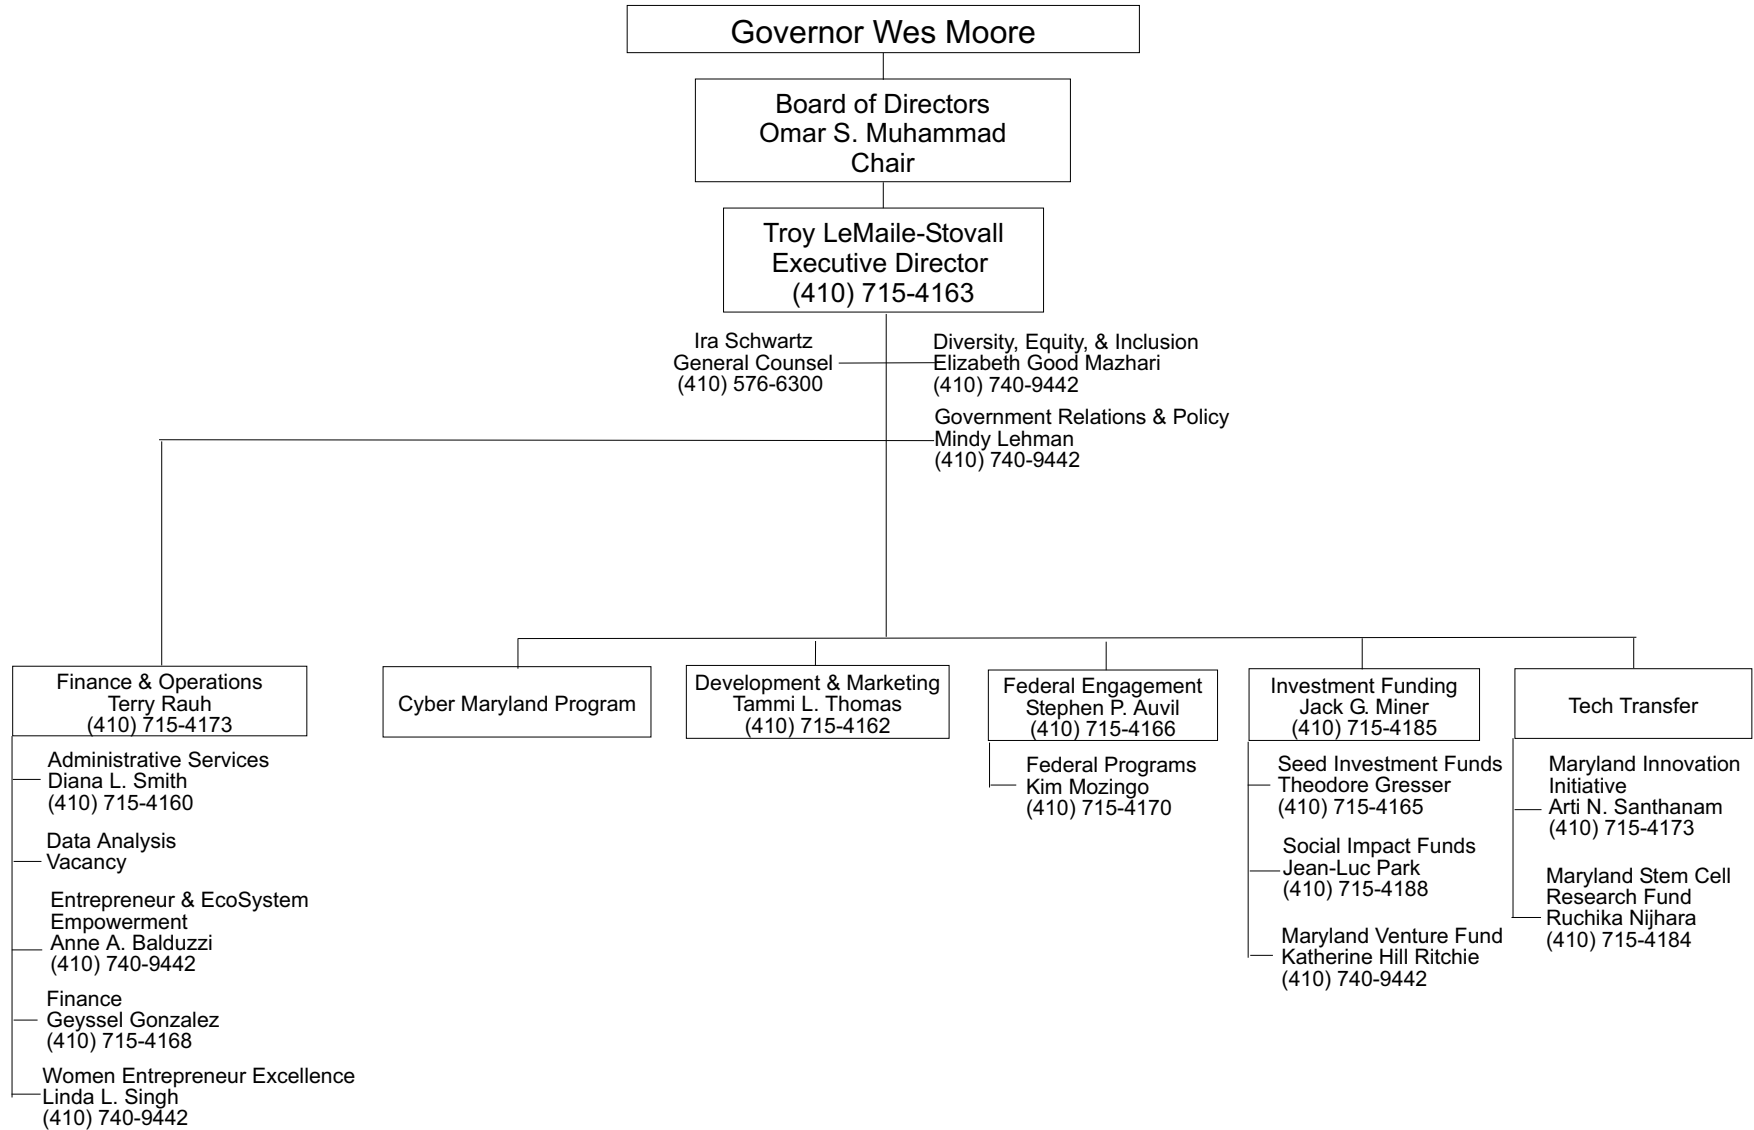 Governor Wes Moore
Board of Directors
Omar S. Muhammad
Chair
Troy LeMaile-Stovall
Executive Director
(410) 715-4163
Ira Schwartz
General Counsel
(410) 576-6300
Diversity, Equity, & Inclusion
Elizabeth Good Mazhari
(410) 740-9442
Government Relations & Policy
Mindy Lehman
(410) 740-9442
Finance & Operations
Terry Rauh
(410) 715-4173
Administrative Services
Diana L. Smith
(410) 715-4160
Data Analysis
Vacancy
Entrepreneur & EcoSystem
Empowerment
Anne A. Balduzzi
(410) 740-9442
Finance
Geyssel Gonzalez
(410) 715-4168
Women Entrepreneur Excellence
Linda L. Singh
(410) 740-9442
Cyber Maryland Program
Development & Marketing
Tammi L. Thomas
(410) 715-4162
Federal Engagement
Stephen P. Auvil
(410) 715-4166
Federal Programs
Kim Mozingo
(410) 715-4170
Investment Funding
Jack G. Miner
(410) 715-4185
Seed Investment Funds
Theodore Gresser
(410) 715-4165
Social Impact Funds
Jean-Luc Park
(410) 715-4188
Maryland Venture Fund
Katherine Hill Ritchie
(410) 740-9442
Tech Transfer
Maryland Innovation
Initiative
Arti N. Santhanam
(410) 715-4173
Maryland Stem Cell
Research Fund
Ruchika Nijhara
(410) 715-4184